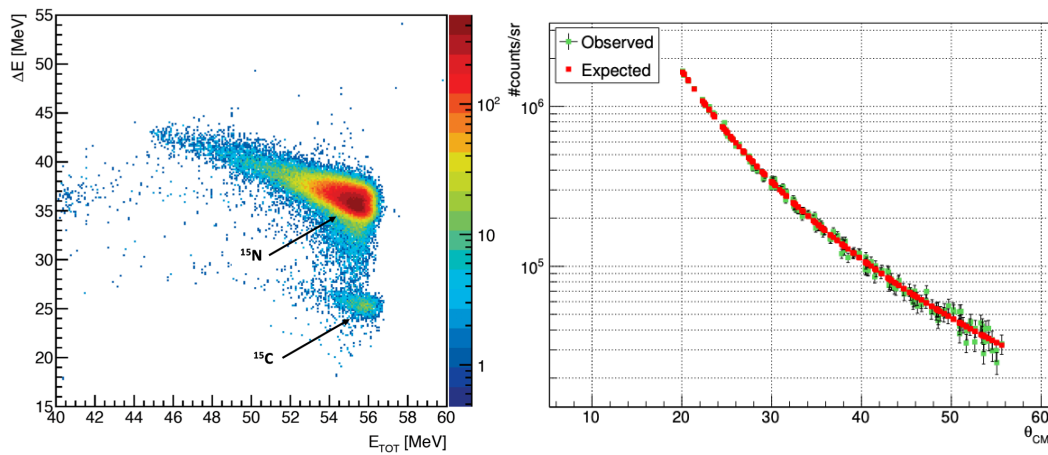 ΔE [MeV]
55
50
45
40
35
30
25
20
15
¹⁵N
¹⁵C
40 42 44 46 48 50 52 54 56 58 60
E_TOT [MeV]
10²
10
1
#counts/sr
Observed
Expected
10⁶
10⁵
10 20 30 40 50 60
θ_CM